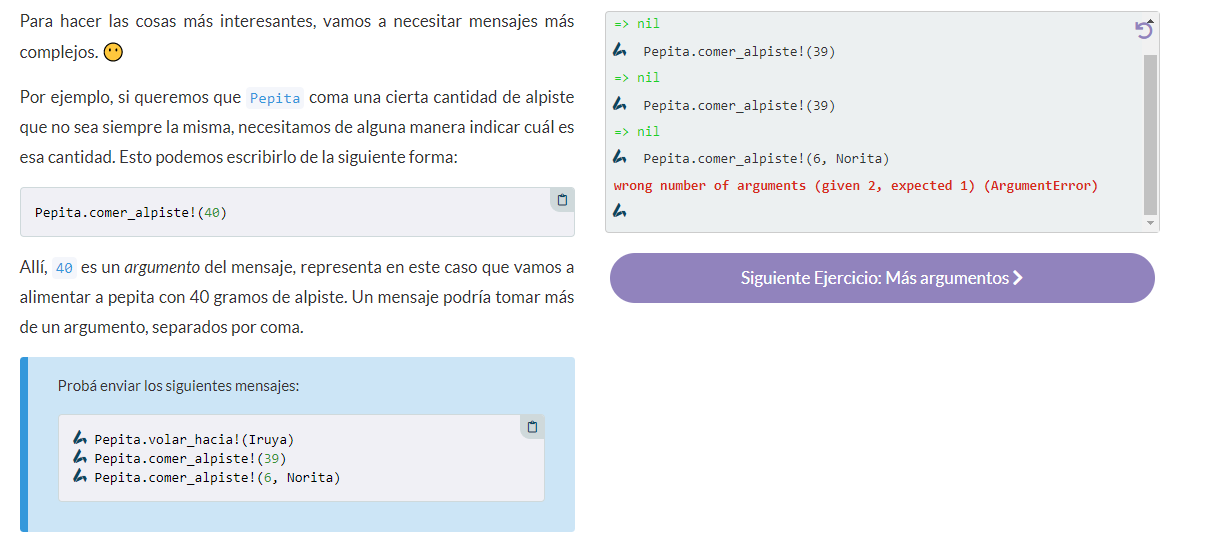 Para hacer las cosas más interesantes, vamos a necesitar mensajes más
complejos.
Por ejemplo, si queremos que Pepita coma una cierta cantidad de alpiste
que no sea siempre la misma, necesitamos de alguna manera indicar cuál es
esa cantidad. Esto podemos escribirlo de la siguiente forma:
Pepita.comer_alpiste!(40)
Allí, 40 es un argumento del mensaje, representa en este caso que vamos a
alimentar a pepita con 40 gramos de alpiste. Un mensaje podría tomar más
de un argumento, separados por coma.
Probá enviar los siguientes mensajes:
Pepita.volar_hacia!(Iruya)
Pepita.comer_alpiste!(39)
Pepita.comer_alpiste!(6, Norita)
=> nil
Pepita.comer_alpiste!(39)
=> nil
Pepita.comer_alpiste!(39)
=> nil
Pepita.comer_alpiste!(6, Norita)
wrong number of arguments (given 2, expected 1) (ArgumentError)
Siguiente Ejercicio: Más argumentos